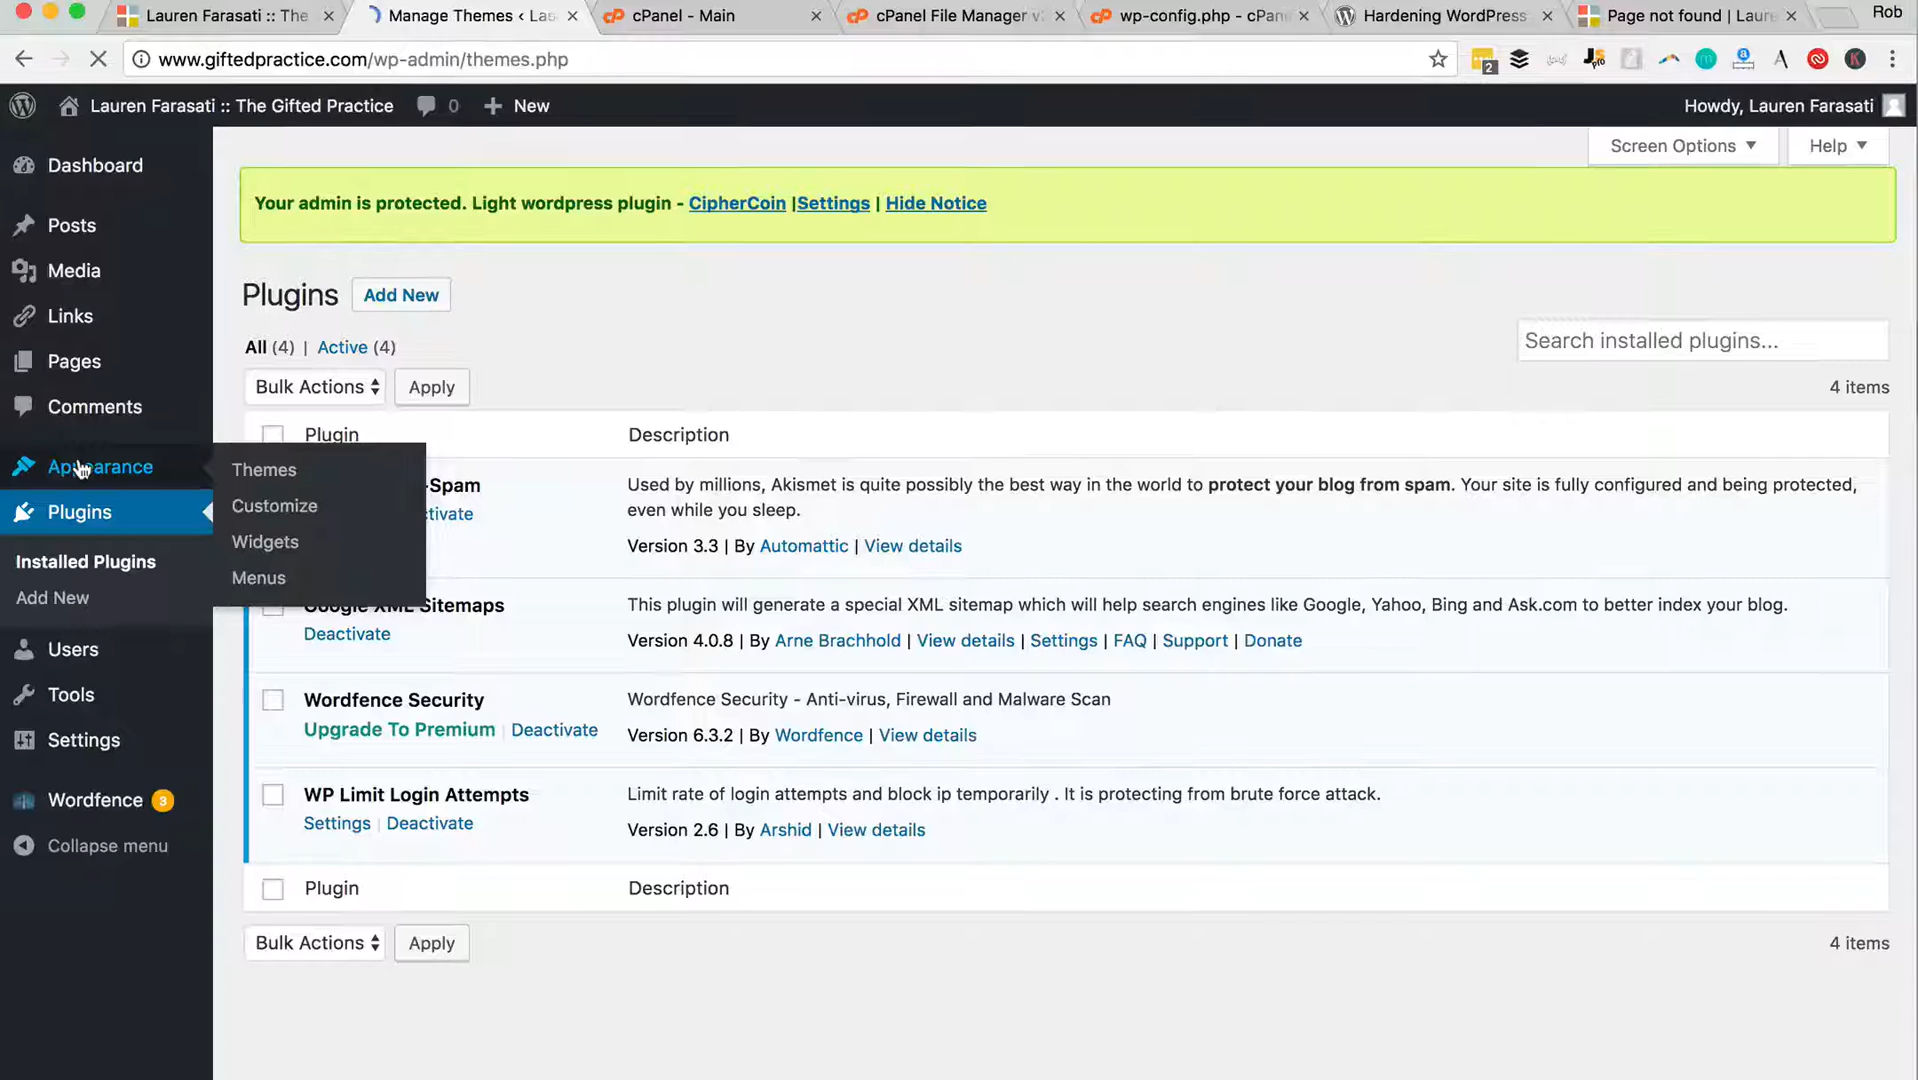 Lauren Farasati :: The
Manage Themes ‹ Las
cPanel - Main
cPanel File Manager v
wp-config.php - cPan
Hardening WordPress
Page not found | Laur
Rob
www.giftedpractice.com/wp-admin/themes.php
2
Lauren Farasati :: The Gifted Practice
0
New
Howdy, Lauren Farasati
Screen Options
Help
Dashboard
Posts
Media
Links
Pages
Comments
Appearance
Plugins
Installed Plugins
Add New
Users
Tools
Settings
Wordfence 3
Collapse menu
Themes
Customize
Widgets
Menus
Your admin is protected. Light wordpress plugin - CipherCoin |Settings | Hide Notice
Plugins Add New
All (4) | Active (4)
Search installed plugins...
Bulk Actions Apply
4 items
Plugin Description
-Spam
tivate
Used by millions, Akismet is quite possibly the best way in the world to protect your blog from spam. Your site is fully configured and being protected,
even while you sleep.
Version 3.3 | By Automattic | View details
Google XML Sitemaps
Deactivate
This plugin will generate a special XML sitemap which will help search engines like Google, Yahoo, Bing and Ask.com to better index your blog.
Version 4.0.8 | By Arne Brachhold | View details | Settings | FAQ | Support | Donate
Wordfence Security
Upgrade To Premium | Deactivate
Wordfence Security - Anti-virus, Firewall and Malware Scan
Version 6.3.2 | By Wordfence | View details
WP Limit Login Attempts
Settings | Deactivate
Limit rate of login attempts and block ip temporarily . It is protecting from brute force attack.
Version 2.6 | By Arshid | View details
Plugin Description
Bulk Actions Apply
4 items